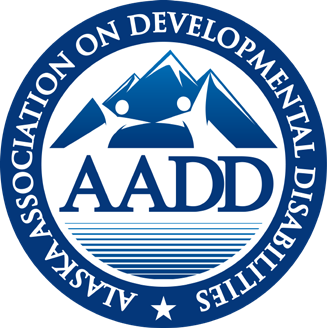 ALASKA ASSOCIATION ON DEVELOPMENTAL DISABILITIES
AADD